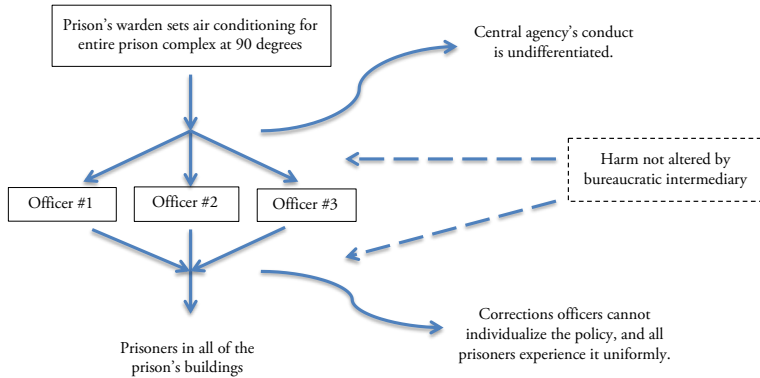 Prison’s warden sets air conditioning for
entire prison complex at 90 degrees
Central agency’s conduct
is undifferentiated.
Harm not altered by
bureaucratic intermediary
Officer #1
Officer #2
Officer #3
Corrections officers cannot
individualize the policy, and all
prisoners experience it uniformly.
Prisoners in all of the
prison’s buildings